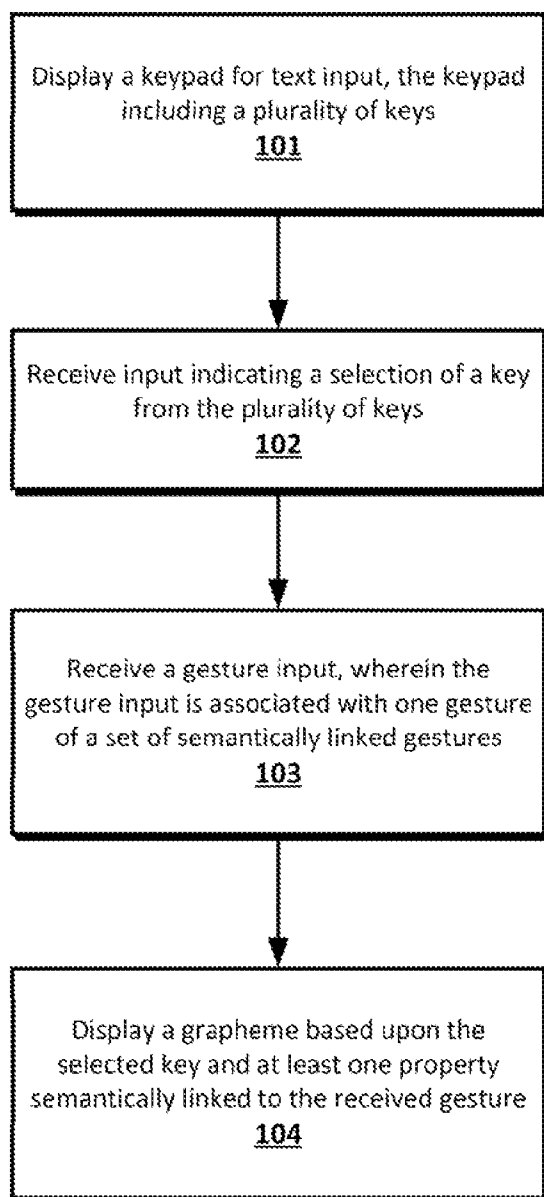 Display a keypad for text input, the keypad
including a plurality of keys
101
Receive input indicating a selection of a key
from the plurality of keys
102
Receive a gesture input, wherein the
gesture input is associated with one gesture
of a set of semantically linked gestures
103
Display a grapheme based upon the
selected key and at least one property
semantically linked to the received gesture
104